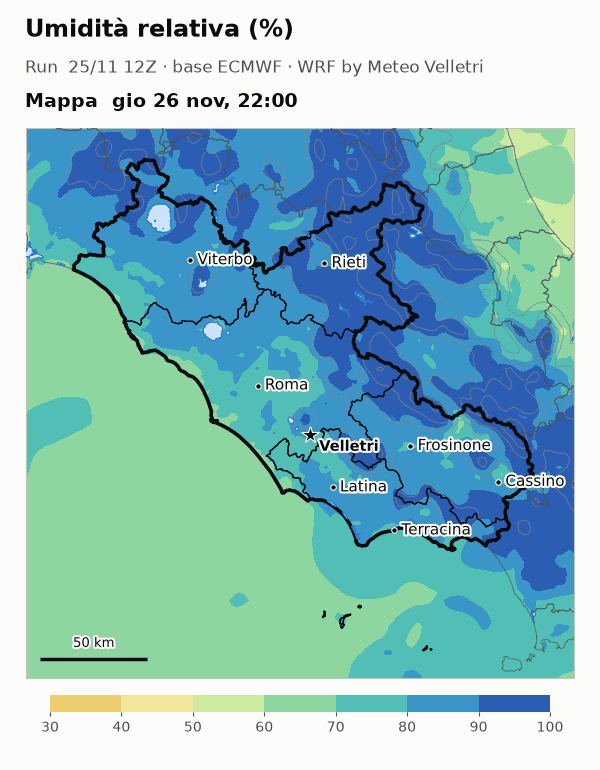 Umidità relativa (%)
Run 25/11 12Z · base ECMWF · WRF by Meteo Velletri
Mappa gio 26 nov, 22:00
Viterbo
Rieti
Roma
Velletri
Frosinone
Latina
Cassino
Terracina
50 km
30 40 50 60 70 80 90 100